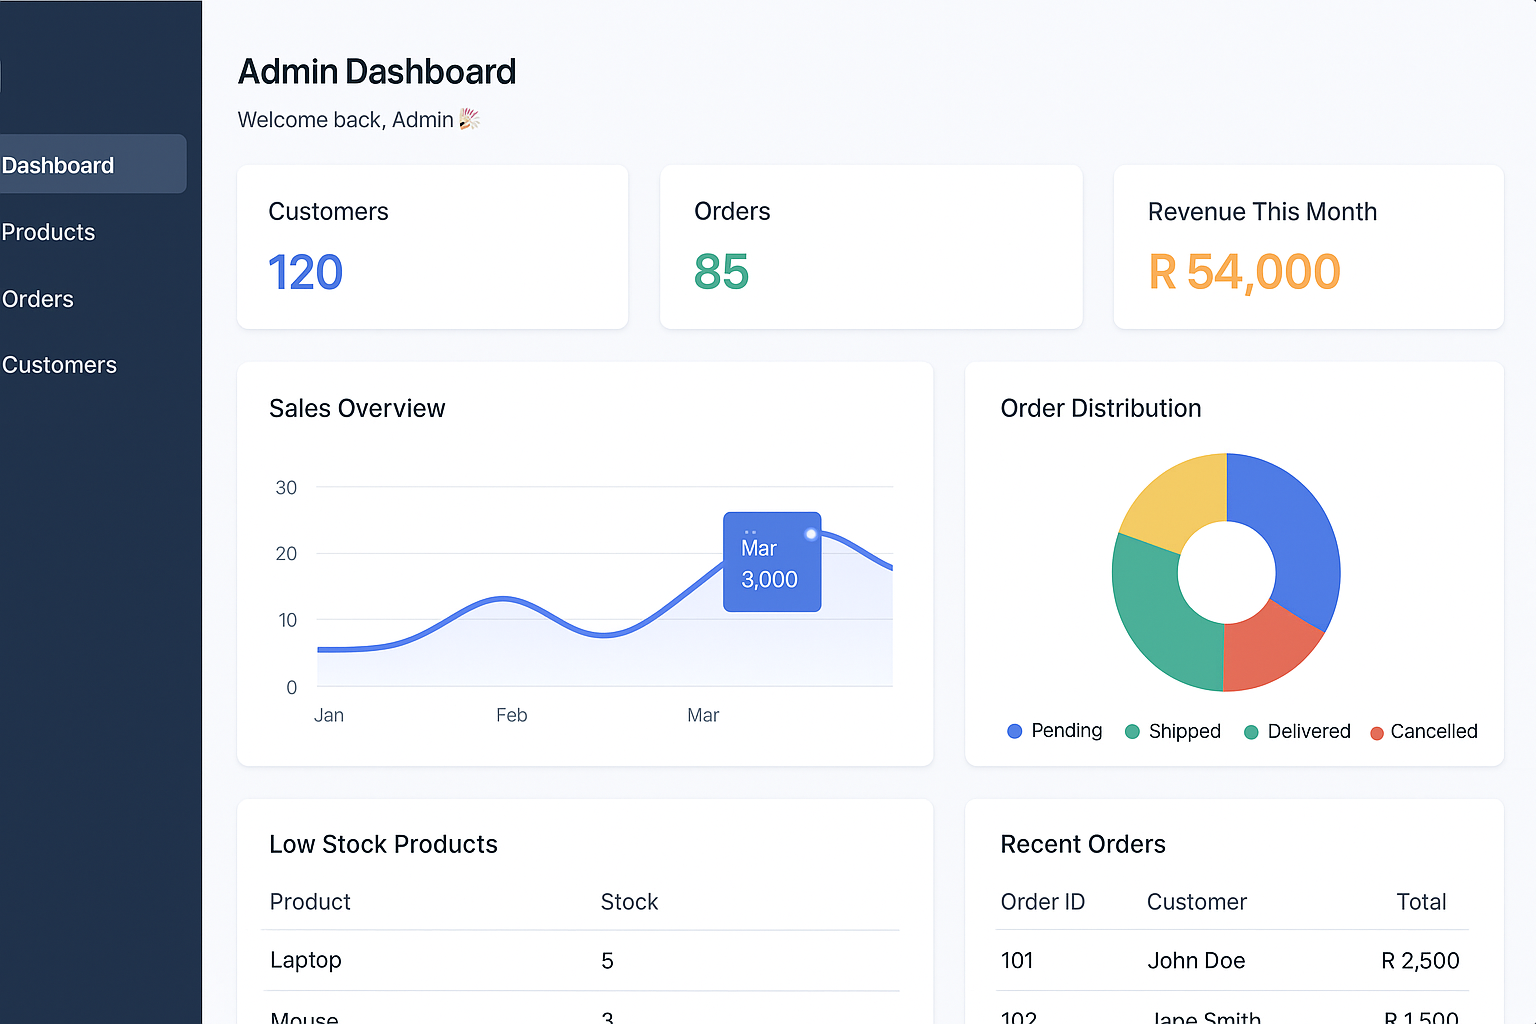 Dashboard
Products
Orders
Customers
Admin Dashboard
Welcome back, Admin
Customers
120
Orders
85
Revenue This Month
R 54,000
Sales Overview
30
20
10
0
Jan
Feb
Mar
Mar
3,000
Order Distribution
Pending
Shipped
Delivered
Cancelled
Low Stock Products
Product Stock
Laptop 5
Mouse 3
Recent Orders
Order ID Customer Total
101 John Doe R 2,500
102 Jane Smith R 1,500